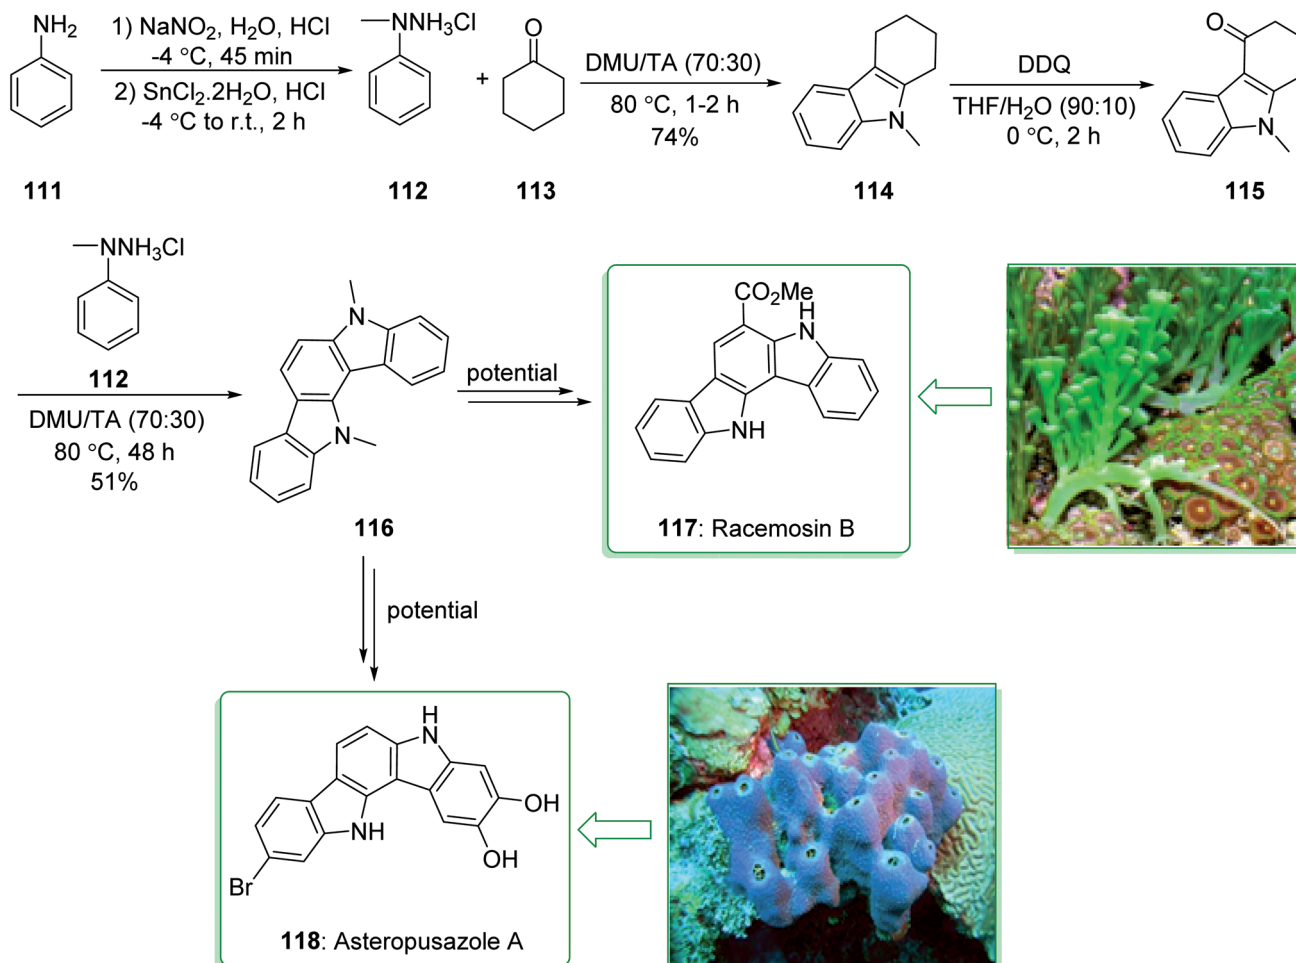 NH₂
1) NaNO₂, H₂O, HCl
-4 °C, 45 min
2) SnCl₂.2H₂O, HCl
-4 °C to r.t., 2 h
NNH₃Cl
+
O
DMU/TA (70:30)
80 °C, 1-2 h
74%
N
DDQ
THF/H₂O (90:10)
0 °C, 2 h
O
N
111
112
113
114
115
NNH₃Cl
112
DMU/TA (70:30)
80 °C, 48 h
51%
N
N
116
potential
CO₂Me
H
N
NH
117: Racemosin B
potential
H
N
NH
OH
OH
Br
118: Asteropusazole A